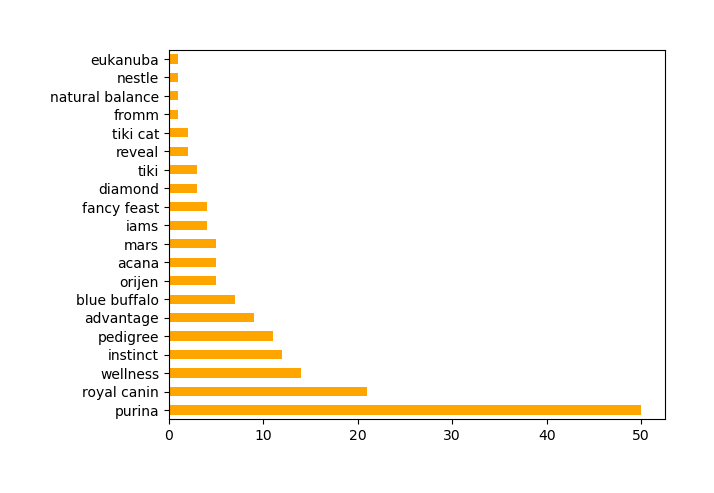 eukanuba
nestle
natural balance
fromm
tiki cat
reveal
tiki
diamond
fancy feast
iams
mars
acana
orijen
blue buffalo
advantage
pedigree
instinct
wellness
royal canin
purina
0 10 20 30 40 50